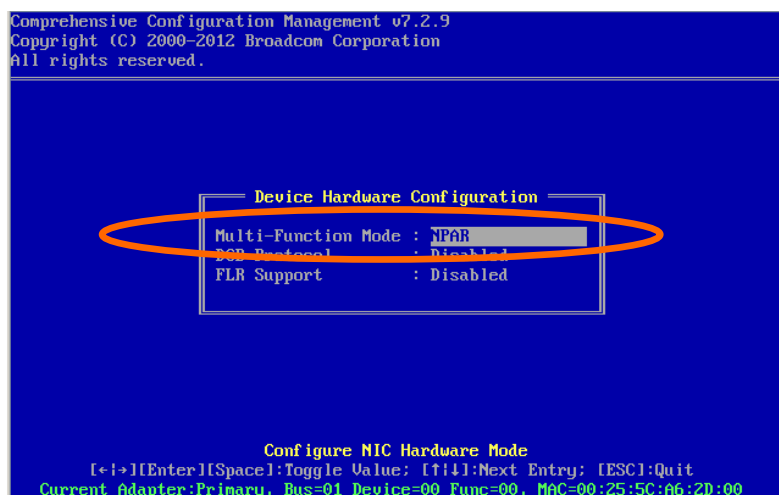 Comprehensive Configuration Management v7.2.9
Copyright (C) 2000-2012 Broadcom Corporation
All rights reserved.
Device Hardware Configuration
Multi-Function Mode : NPAR
DCB Protocol : Disabled
FLR Support : Disabled
Configure NIC Hardware Mode
[←|→][Enter][Space]:Toggle Value; [↑|↓]:Next Entry; [ESC]:Quit
Current Adapter:Primary, Bus=01 Device=00 Func=00, MAC=00:25:5C:A6:2D:00